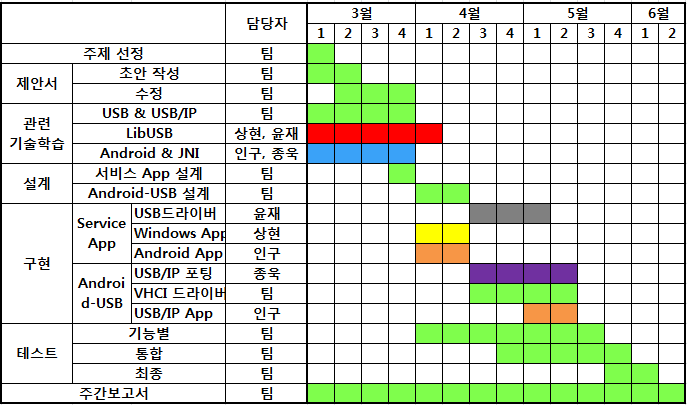 담당자 3월 4월 5월 6월
1 2 3 4 1 2 3 4 1 2 3 4 1 2
주제 선정 팀
제안서 초안 작성 팀
수정 팀
관련 기술학습 USB & USB/IP 팀
LibUSB 상현, 윤재
Android & JNI 인구, 종욱
설계 서비스 App 설계 팀
Android-USB 설계 팀
구현 Service App USB드라이버 윤재
Windows App 상현
Android App 인구
Androi d-USB USB/IP 포팅 종욱
VHCI 드라이버 팀
USB/IP App 인구
테스트 기능별 팀
통합 팀
최종 팀
주간보고서 팀